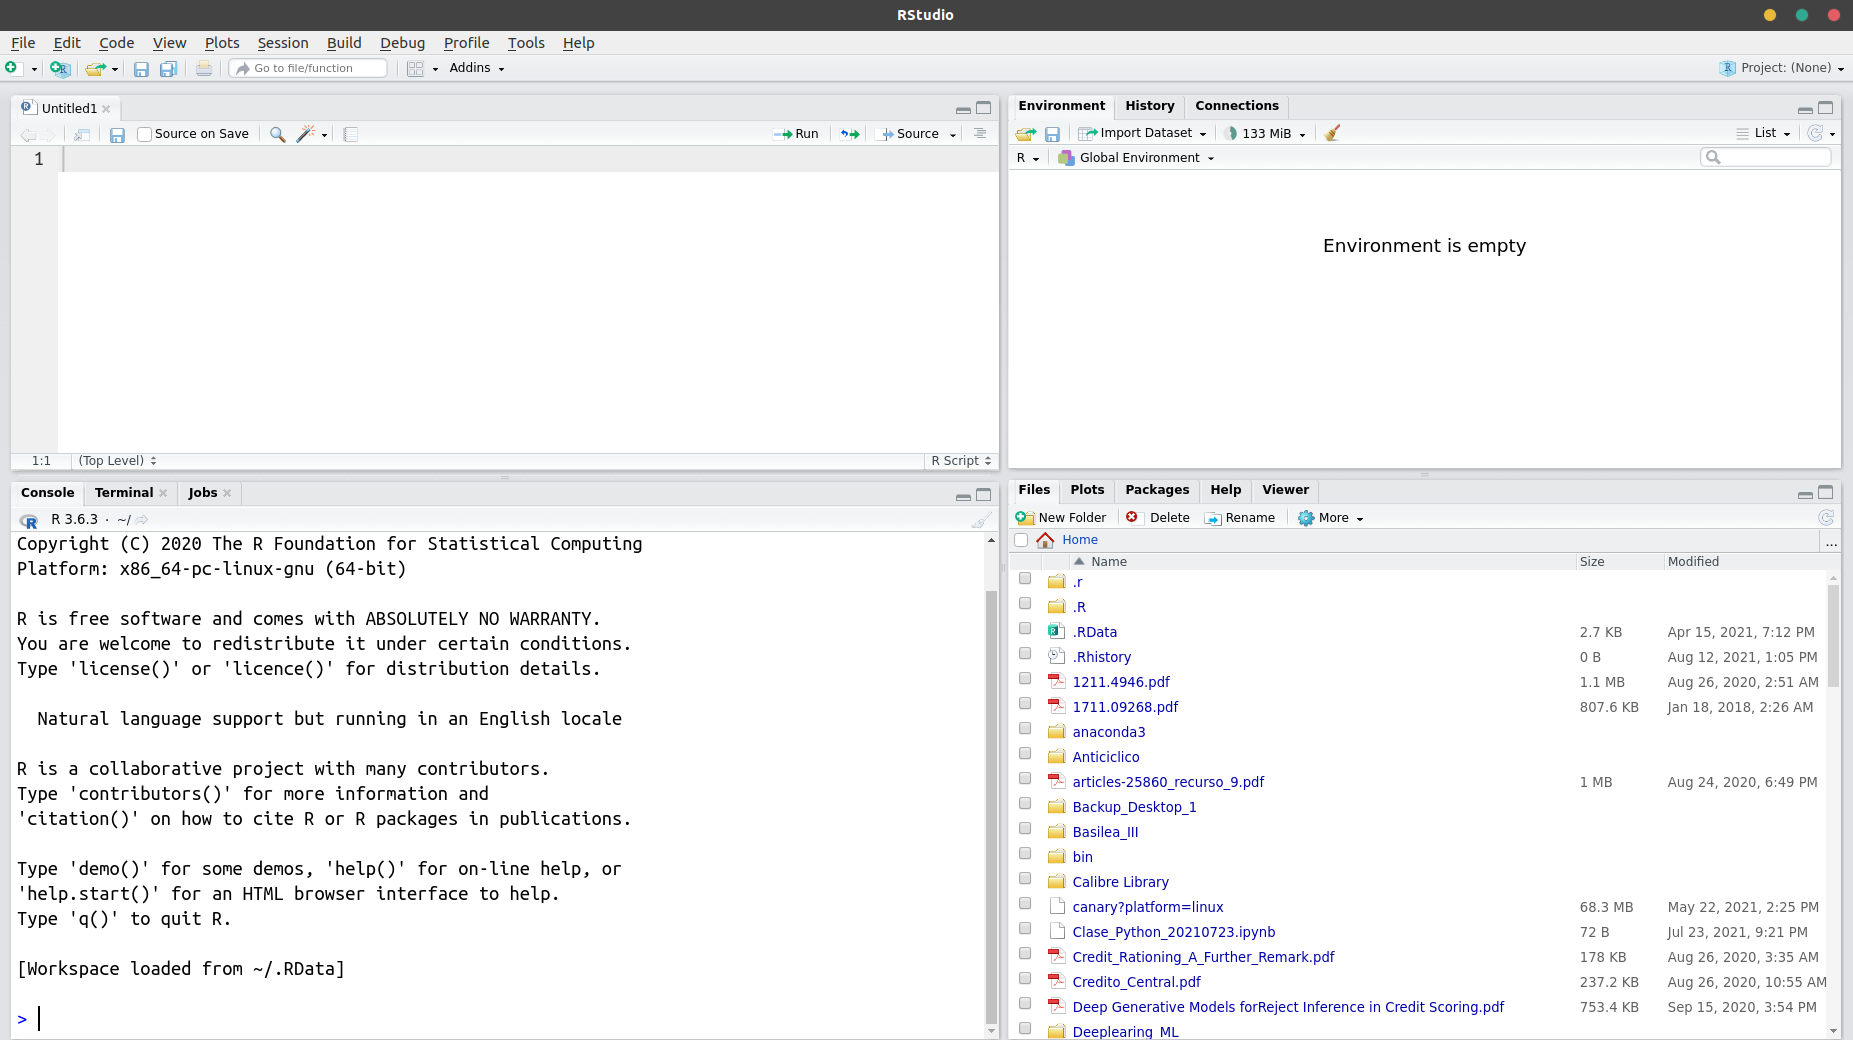 RStudio
File Edit Code View Plots Session Build Debug Profile Tools Help
Go to file/function Addins Project: (None)
Untitled1
Source on Save Run Source
1
1:1 (Top Level) R Script
Console Terminal Jobs
R 3.6.3 · ~/
Copyright (C) 2020 The R Foundation for Statistical Computing
Platform: x86_64-pc-linux-gnu (64-bit)
R is free software and comes with ABSOLUTELY NO WARRANTY.
You are welcome to redistribute it under certain conditions.
Type 'license()' or 'licence()' for distribution details.
Natural language support but running in an English locale
R is a collaborative project with many contributors.
Type 'contributors()' for more information and
'citation()' on how to cite R or R packages in publications.
Type 'demo()' for some demos, 'help()' for on-line help, or
'help.start()' for an HTML browser interface to help.
Type 'q()' to quit R.
[Workspace loaded from ~/.RData]
>
Environment History Connections
Import Dataset 133 MiB List
R Global Environment
Environment is empty
Files Plots Packages Help Viewer
New Folder Delete Rename More
Home ...
Name Size Modified
.r
.R
.RData 2.7 KB Apr 15, 2021, 7:12 PM
.Rhistory 0 B Aug 12, 2021, 1:05 PM
1211.4946.pdf 1.1 MB Aug 26, 2020, 2:51 AM
1711.09268.pdf 807.6 KB Jan 18, 2018, 2:26 AM
anaconda3
Anticiclico
articles-25860_recurso_9.pdf 1 MB Aug 24, 2020, 6:49 PM
Backup_Desktop_1
Basilea_III
bin
Calibre Library
canary?platform=linux 68.3 MB May 22, 2021, 2:25 PM
Clase_Python_20210723.ipynb 72 B Jul 23, 2021, 9:21 PM
Credit_Rationing_A_Further_Remark.pdf 178 KB Aug 26, 2020, 3:35 AM
Credito_Central.pdf 237.2 KB Aug 26, 2020, 10:55 AM
Deep Generative Models forReject Inference in Credit Scoring.pdf 753.4 KB Sep 15, 2020, 3:54 PM
Deeplearing_ML